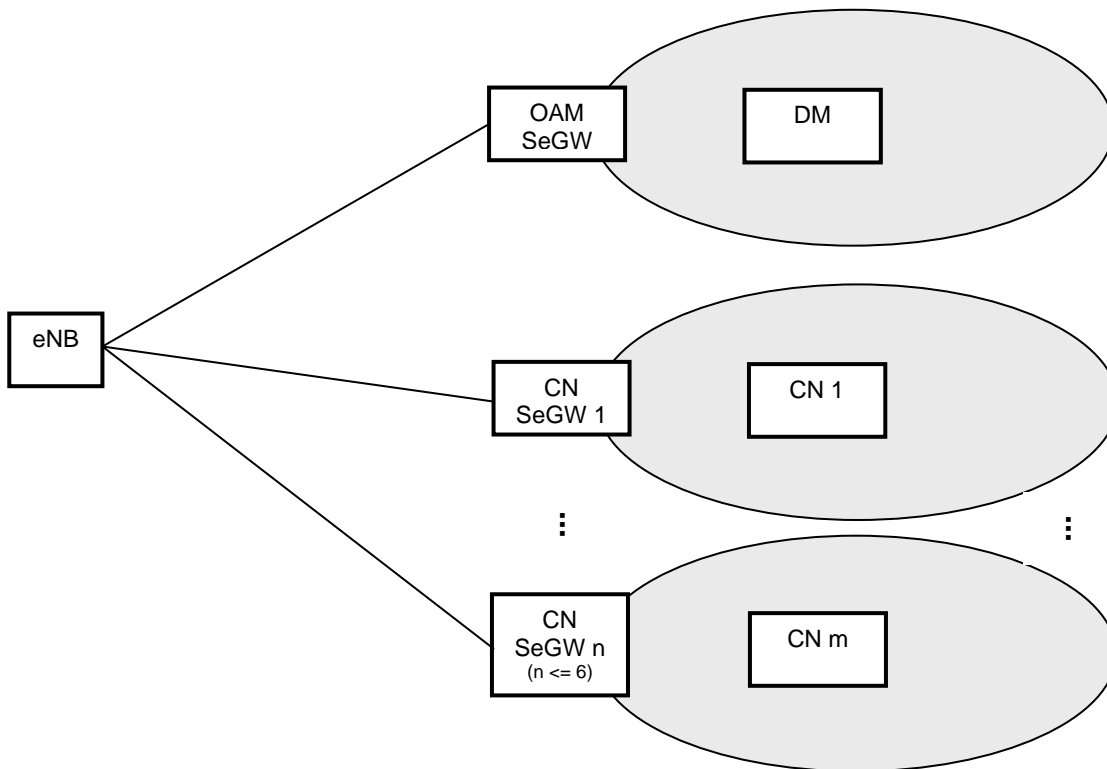 OAM
SeGW
DM
eNB
CN
SeGW 1
CN 1
...
...
CN
SeGW n
(n <= 6)
CN m